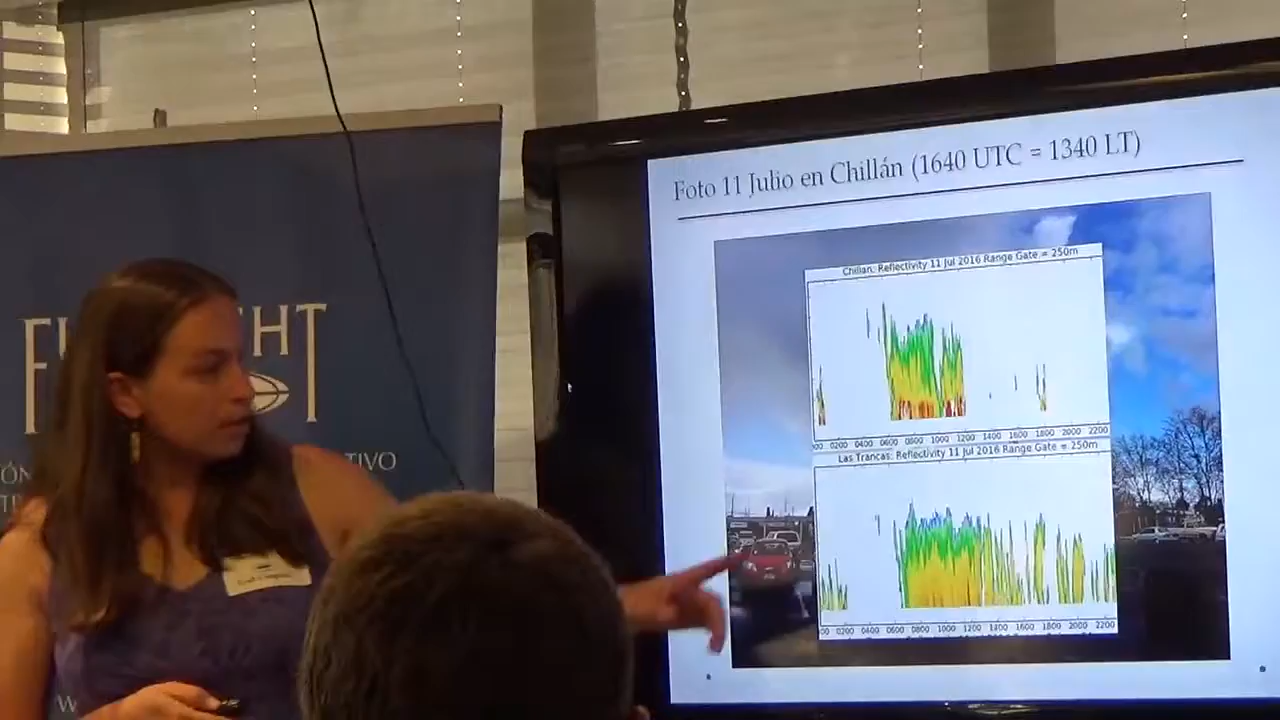 Foto 11 Julio en Chillán (1640 UTC = 1340 LT)
Chillan: Reflectivity 11 Jul 2016 Range Gate = 250m
0200 0400 0600 0800 1000 1200 1400 1600 1800 2000 2200
Las Trancas: Reflectivity 11 Jul 2016 Range Gate = 250m
0200 0400 0600 0800 1000 1200 1400 1600 1800 2000 2200